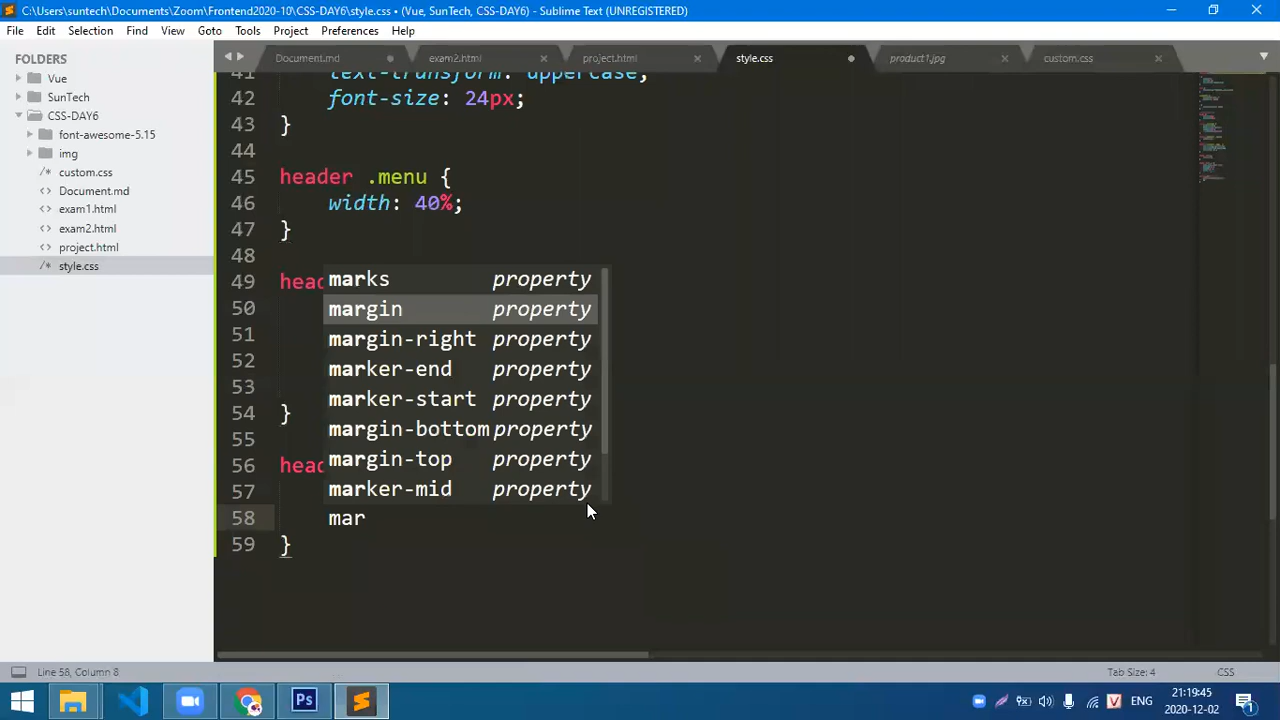 C:\Users\suntech\Documents\Zoom\Frontend2020-10\CSS-DAY6\style.css • (Vue, SunTech, CSS-DAY6) - Sublime Text (UNREGISTERED)
File Edit Selection Find View Goto Tools Project Preferences Help
FOLDERS
Vue
SunTech
CSS-DAY6
font-awesome-5.15
img
custom.css
Document.md
exam1.html
exam2.html
project.html
style.css
Document.md exam2.html project.html style.css product1.jpg custom.css
41 text-transform: uppercase;
42 font-size: 24px;
43 }
44
45 header .menu {
46 width: 40%;
47 }
48
49 head
50
51
52
53
54 }
55
56 head
57
58 mar
59 }
marks property
margin property
margin-right property
marker-end property
marker-start property
margin-bottom property
margin-top property
marker-mid property
Line 58, Column 8 Tab Size: 4 CSS
Ps V ENG 21:19:45
2020-12-02 1